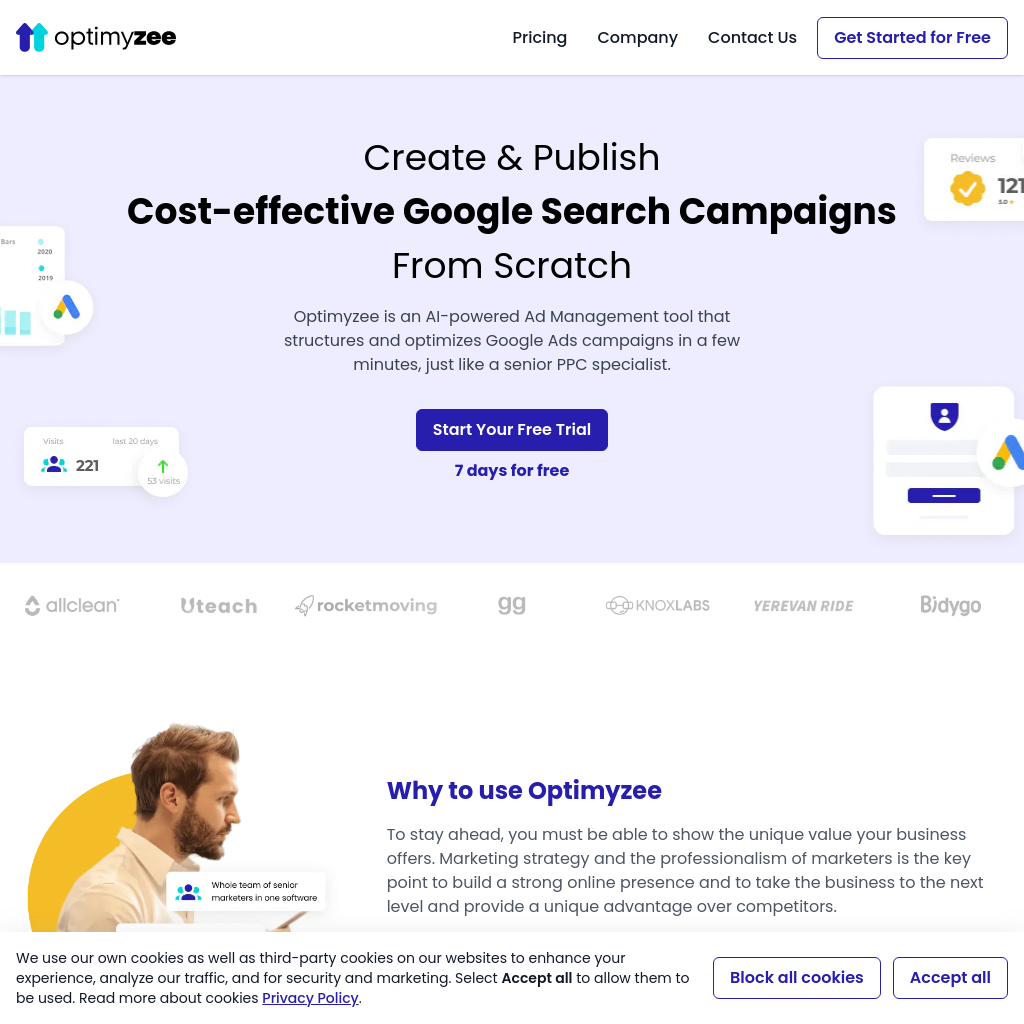 optimyzee
Pricing
Company
Contact Us
Get Started for Free
Create & Publish
Cost-effective Google Search Campaigns
From Scratch
Optimyzee is an AI-powered Ad Management tool that
structures and optimizes Google Ads campaigns in a few
minutes, just like a senior PPC specialist.
Start Your Free Trial
7 days for free
Reviews
121
5.0
Bars
2020
2019
Visits
last 20 days
221
53 visits
allclean
Uteach
rocketmoving
gg
KNOXLABS
YEREVAN RIDE
Bidygo
Whole team of senior
marketers in one software
Why to use Optimyzee
To stay ahead, you must be able to show the unique value your business
offers. Marketing strategy and the professionalism of marketers is the key
point to build a strong online presence and to take the business to the next
level and provide a unique advantage over competitors.
We use our own cookies as well as third-party cookies on our websites to enhance your
experience, analyze our traffic, and for security and marketing. Select Accept all to allow them to
be used. Read more about cookies Privacy Policy.
Block all cookies
Accept all